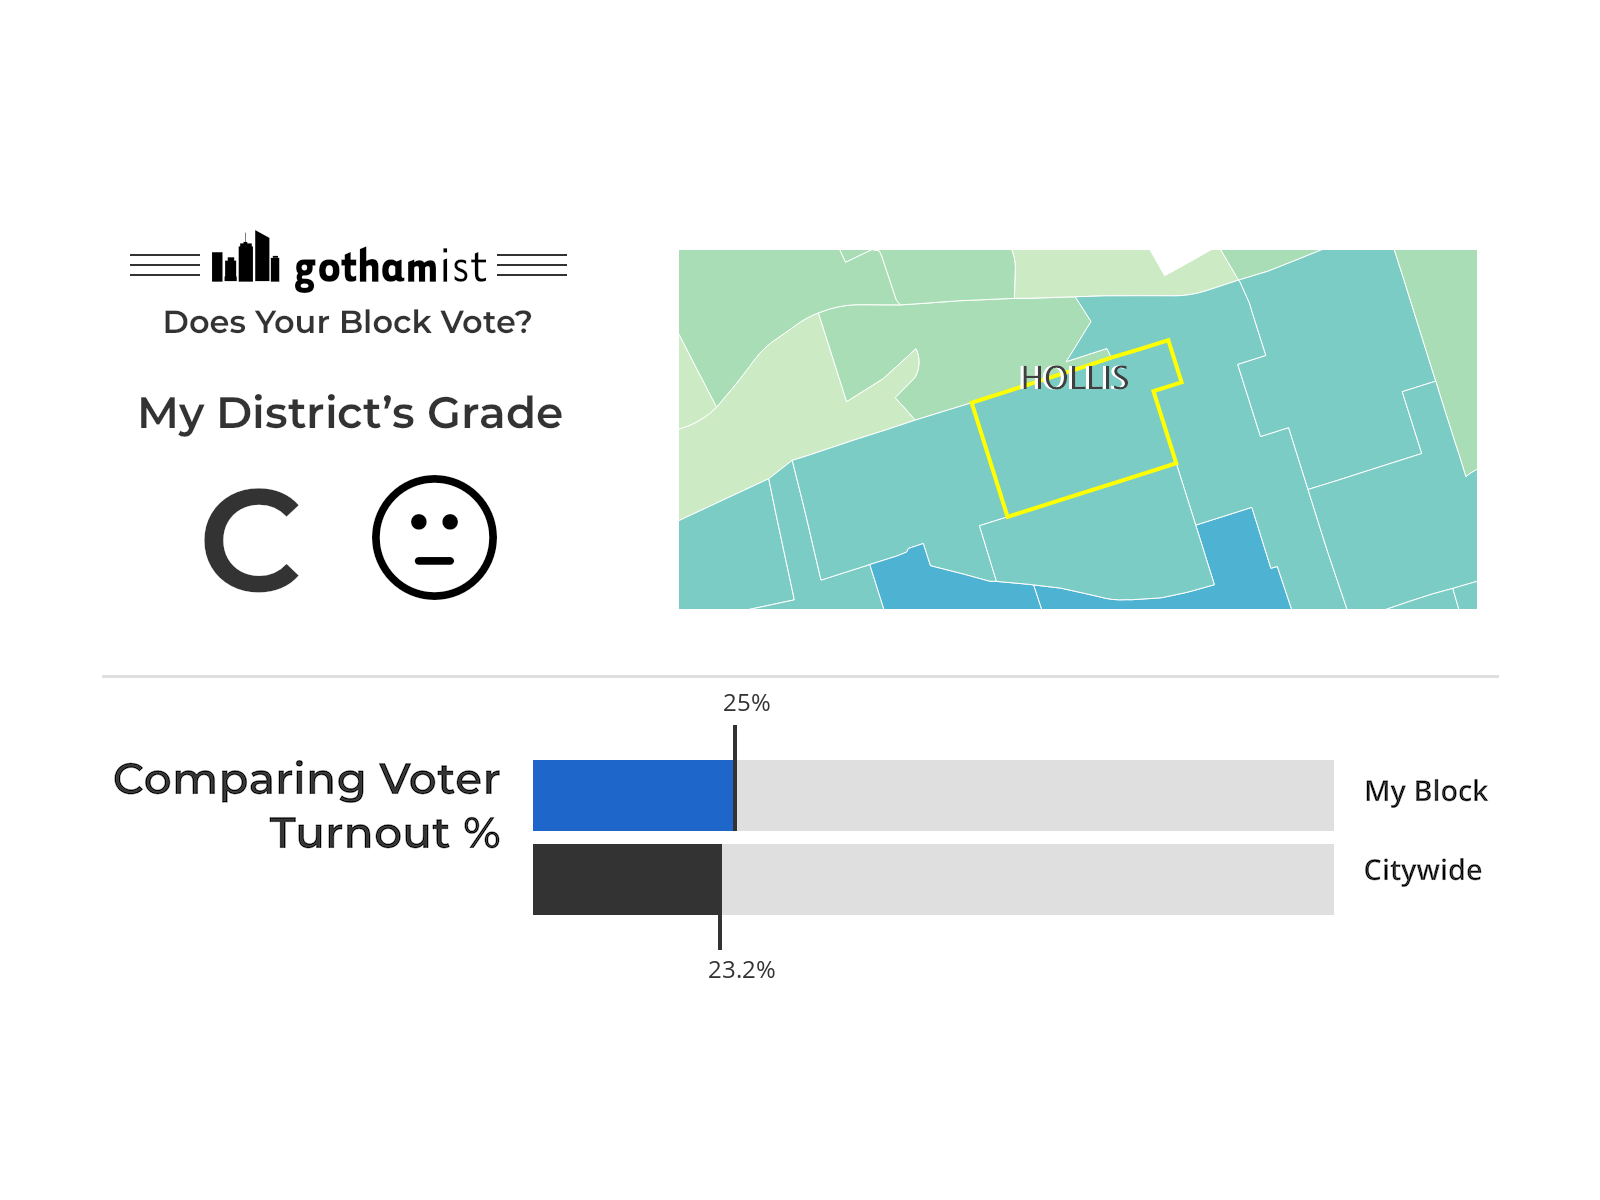 gothamist
Does Your Block Vote?
My District's Grade
C
HOLLIS
25%
Comparing Voter
Turnout %
My Block
Citywide
23.2%